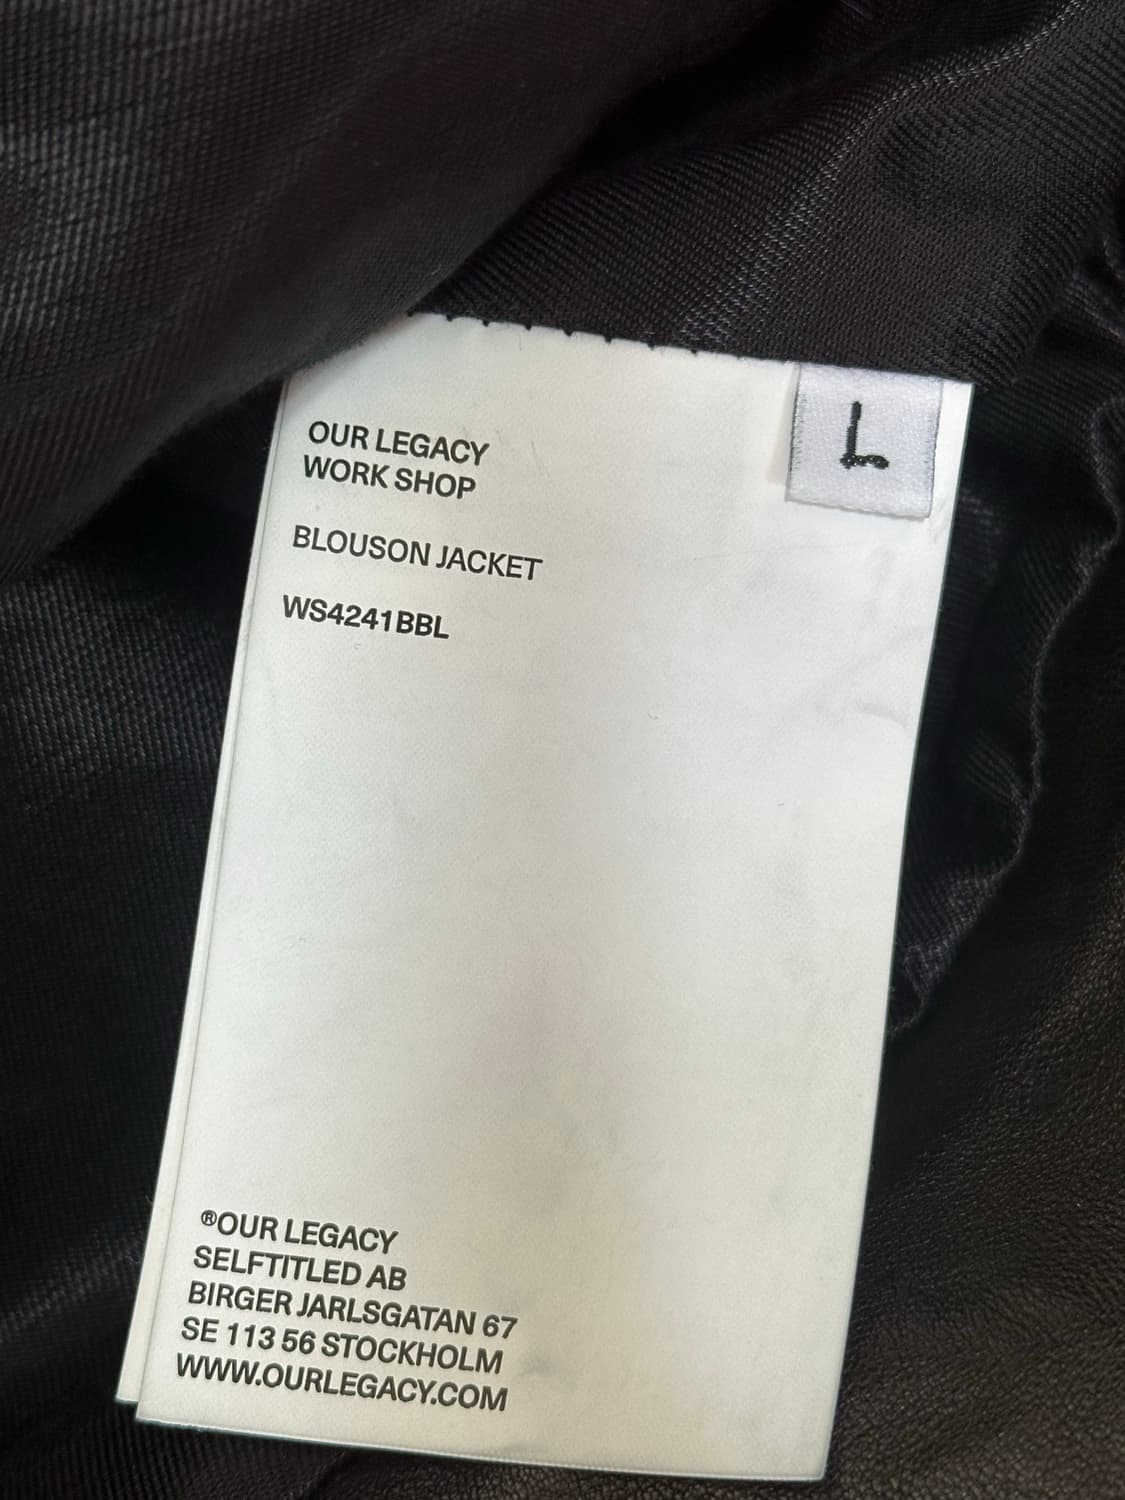 OUR LEGACY
WORK SHOP
L
BLOUSON JACKET
WS4241BBL
®OUR LEGACY
SELFTITLED AB
BIRGER JARLSGATAN 67
SE 113 56 STOCKHOLM
WWW.OURLEGACY.COM